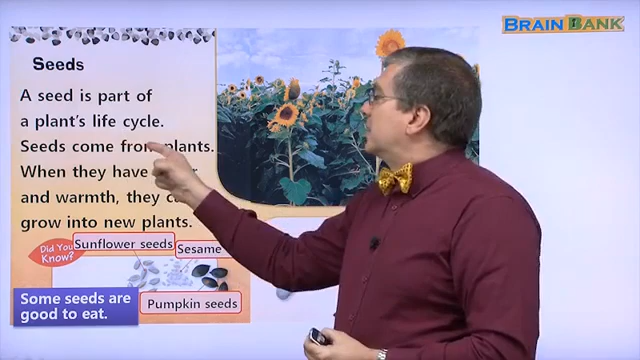 BRAIN BANK
Seeds
A seed is part of
a plant's life cycle.
Seeds come from plants.
When they have
and warmth, they
grow into new plants.
Did You
Know?
Sunflower seeds
Sesame
Pumpkin seeds
Some seeds are
good to eat.